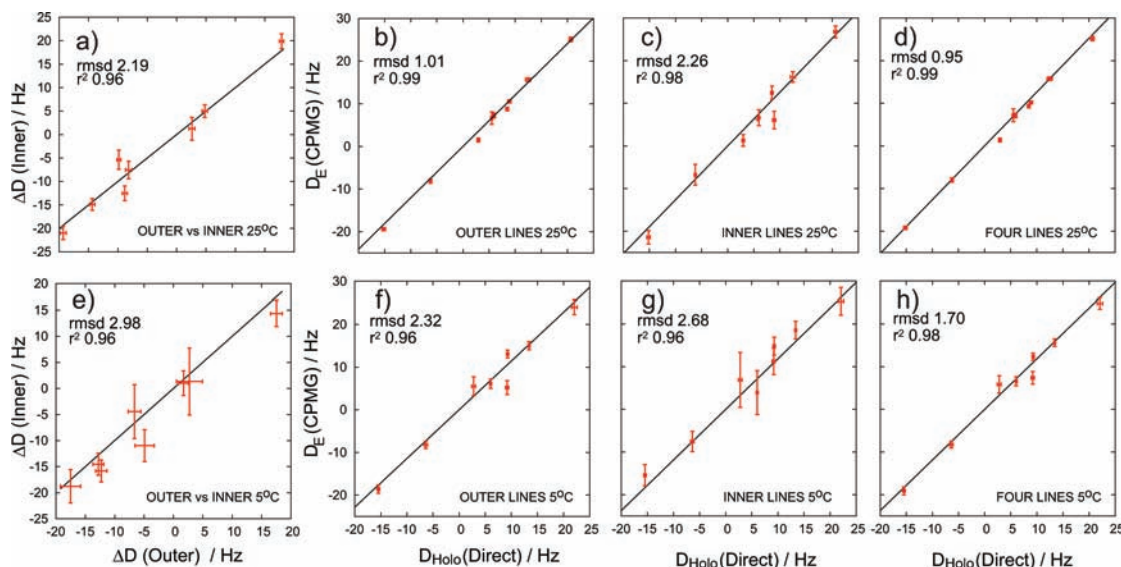 a)
rmsd 2.19
r² 0.96
OUTER vs INNER 25°C
ΔD (Inner) / Hz
25
20
15
10
5
0
-5
-10
-15
-20
-25
b)
rmsd 1.01
r² 0.99
OUTER LINES 25°C
D_E (CPMG) / Hz
30
20
10
0
-10
-20
c)
rmsd 2.26
r² 0.98
INNER LINES 25°C
d)
rmsd 0.95
r² 0.99
FOUR LINES 25°C
e)
rmsd 2.98
r² 0.96
OUTER vs INNER 5°C
ΔD (Inner) / Hz
20
15
10
5
0
-5
-10
-15
-20
-25
-20 -15 -10 -5 0 5 10 15 20
ΔD (Outer) / Hz
f)
rmsd 2.32
r² 0.96
OUTER LINES 5°C
D_E (CPMG) / Hz
30
20
10
0
-10
-20
-20 -15 -10 -5 0 5 10 15 20 25
D_Holo(Direct) / Hz
g)
rmsd 2.68
r² 0.96
INNER LINES 5°C
-20 -15 -10 -5 0 5 10 15 20 25
D_Holo(Direct) / Hz
h)
rmsd 1.70
r² 0.98
FOUR LINES 5°C
-20 -15 -10 -5 0 5 10 15 20 25
D_Holo(Direct) / Hz